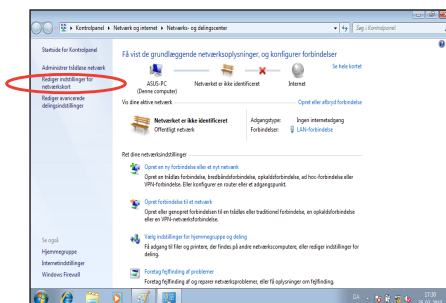 Kontrolpanel ▸ Netværk og internet ▸ Netværks- og delingscenter
Søg i Kontrolpanel
Startside for Kontrolpanel
Administrer trådløse netværk
Rediger indstillinger for
netværkskort
Rediger avancerede
delingsindstillinger
Se også
Hjemmegruppe
Internetindstillinger
Windows Firewall
Få vist de grundlæggende netværksoplysninger, og konfigurer forbindelser
Se hele kortet
ASUS-PC
(Denne computer)
Netværket er ikke identificeret
Internet
Vis dine aktive netværk
Opret eller afbryd forbindelse
Netværket er ikke identificeret
Offentligt netværk
Adgangstype: Ingen internetadgang
Forbindelser: LAN-forbindelse
Ret dine netværksindstillinger
Opret en ny forbindelse eller et nyt netværk
Opret en trådløs forbindelse, bredbåndsforbindelse, opkaldsforbindelse, ad hoc-forbindelse eller
VPN-forbindelse. Eller konfigurer en router eller et adgangspunkt.
Opret forbindelse til et netværk
Opret eller genopret forbindelsen til en trådløs eller traditionel forbindelse, en opkaldsforbindelse
eller en VPN-netværksforbindelse.
Vælg indstillinger for hjemmegruppe og deling
Få adgang til filer og printere, der findes på andre netværkscomputere, eller rediger indstillinger for
deling.
Foretag fejlfinding af problemer
Foretag fejlfinding af og reparer netværksproblemer, eller få oplysninger om fejlfinding.
DA
17:30